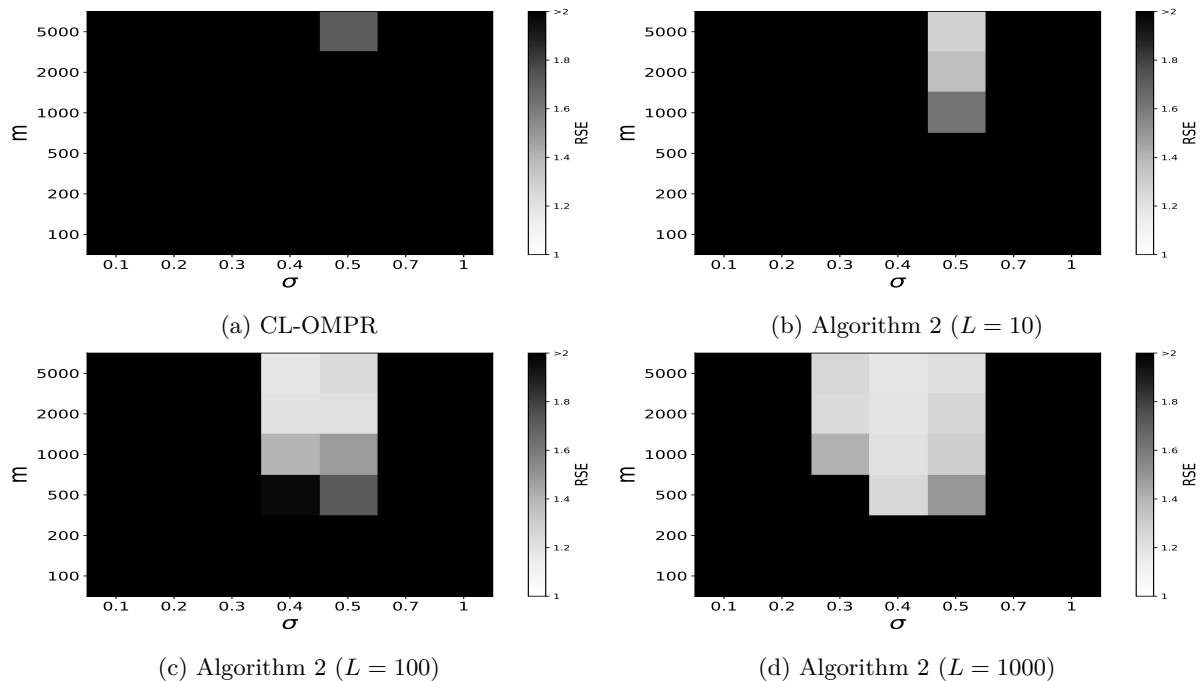 >2
5000
1.8
2000
1.6
m
1000
RSE
500
1.4
200
1.2
100
1
0.1 0.2 0.3 0.4 0.5 0.7 1
σ
(a) CL-OMPR
>2
5000
1.8
2000
1.6
m
1000
RSE
500
1.4
200
1.2
100
1
0.1 0.2 0.3 0.4 0.5 0.7 1
σ
(b) Algorithm 2 (L = 10)
>2
5000
1.8
2000
1.6
m
1000
RSE
500
1.4
200
1.2
100
1
0.1 0.2 0.3 0.4 0.5 0.7 1
σ
(c) Algorithm 2 (L = 100)
>2
5000
1.8
2000
1.6
m
1000
RSE
500
1.4
200
1.2
100
1
0.1 0.2 0.3 0.4 0.5 0.7 1
σ
(d) Algorithm 2 (L = 1000)